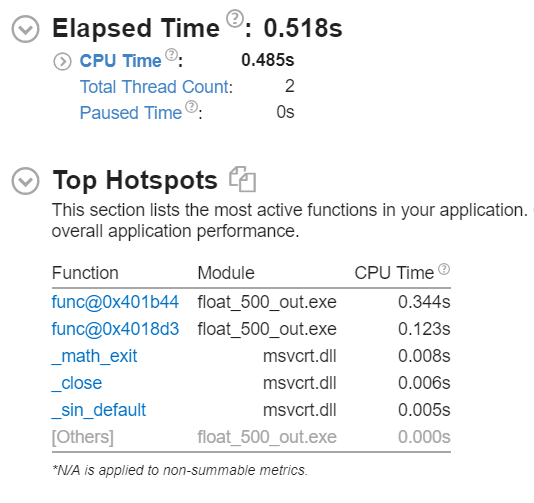 Elapsed Time ?: 0.518s
CPU Time ?: 0.485s
Total Thread Count: 2
Paused Time ?: 0s
Top Hotspots
This section lists the most active functions in your application.
overall application performance.
Function Module CPU Time ?
func@0x401b44 float_500_out.exe 0.344s
func@0x4018d3 float_500_out.exe 0.123s
_math_exit msvcrt.dll 0.008s
_close msvcrt.dll 0.006s
_sin_default msvcrt.dll 0.005s
[Others] float_500_out.exe 0.000s
*N/A is applied to non-summable metrics.